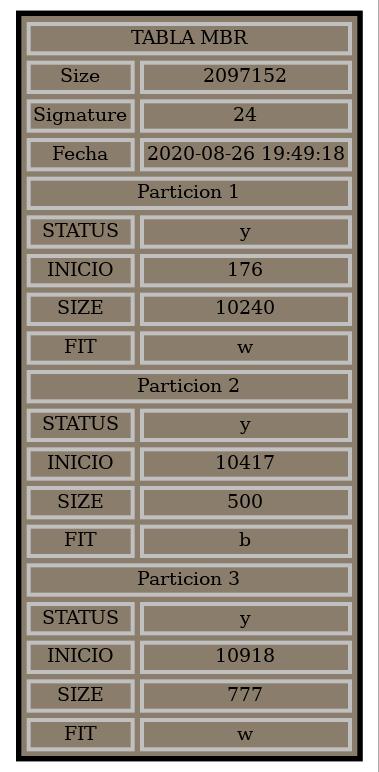 TABLA MBR
Size 2097152
Signature 24
Fecha 2020-08-26 19:49:18
Particion 1
STATUS y
INICIO 176
SIZE 10240
FIT w
Particion 2
STATUS y
INICIO 10417
SIZE 500
FIT b
Particion 3
STATUS y
INICIO 10918
SIZE 777
FIT w